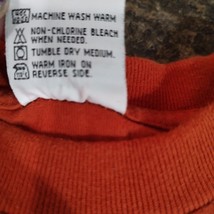 MACHINE WASH WARM
NON-CHLORINE BLEACH
WHEN NEEDED.
TUMBLE DRY MEDIUM.
WARM IRON ON
REVERSE SIDE.